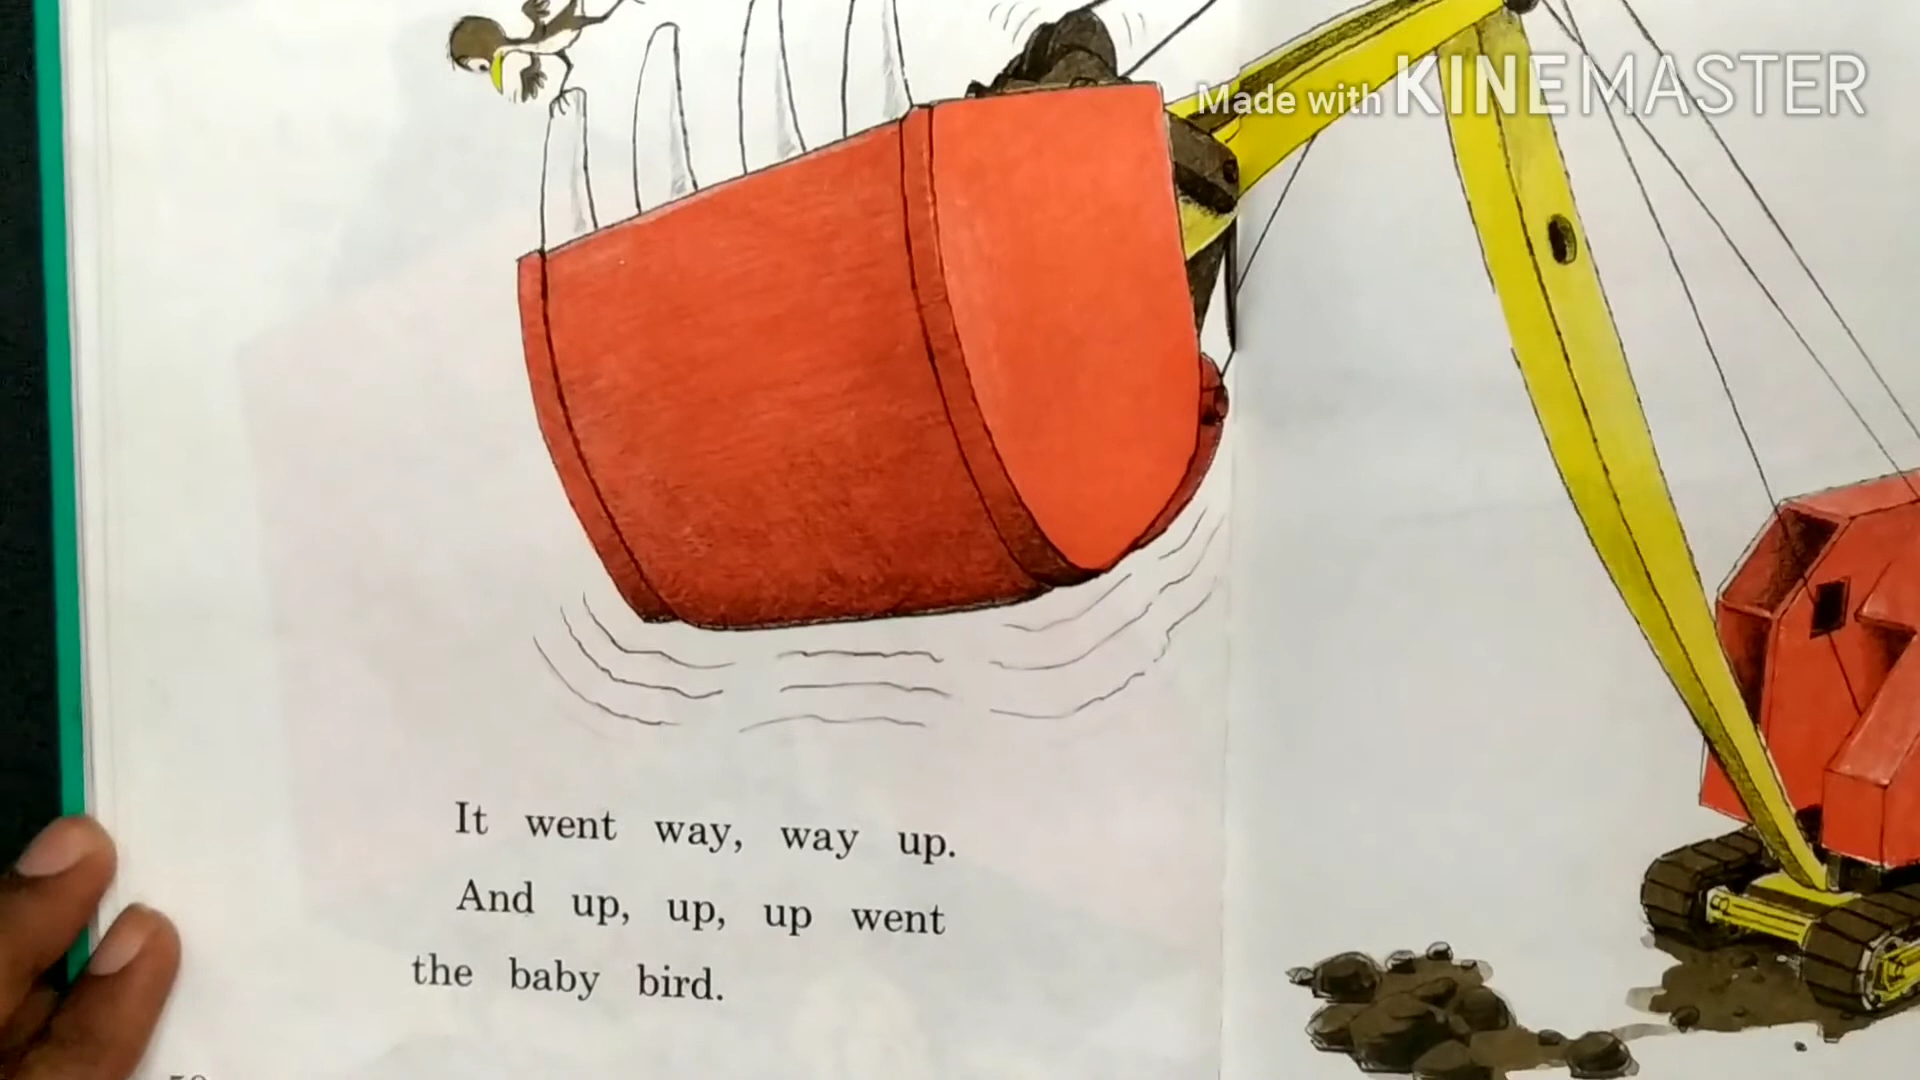 Made with KINEMASTER
It went way, way up.
And up, up, up went
the baby bird.